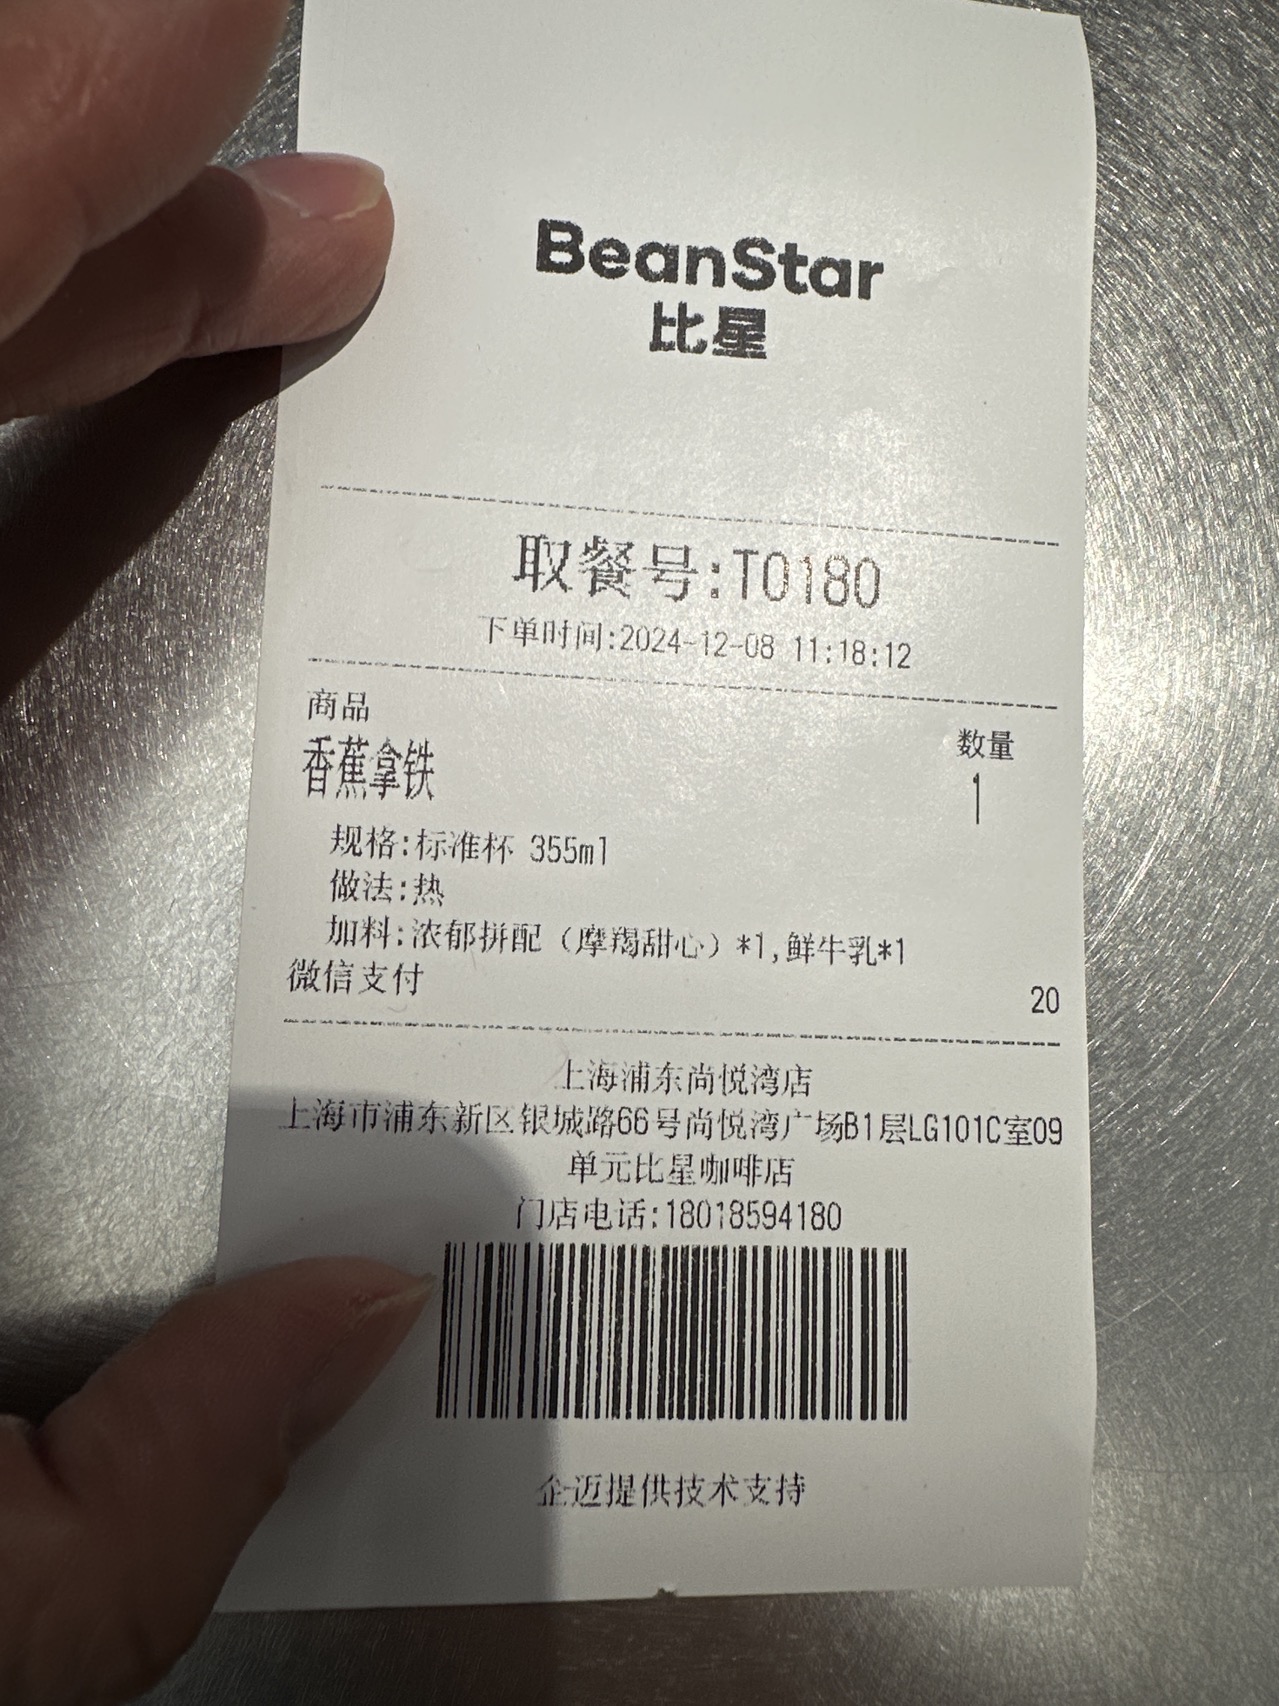 BeanStar
比星
取餐号:T0180
下单时间:2024-12-08 11:18:12
商品
数量
香蕉拿铁
1
规格:标准杯 355ml
做法:热
加料:浓郁拼配（摩羯甜心）*1,鲜牛乳*1
微信支付
20
上海浦东尚悦湾店
上海市浦东新区银城路66号尚悦湾广场B1层LG101C室09
单元比星咖啡店
门店电话:18018594180
企迈提供技术支持